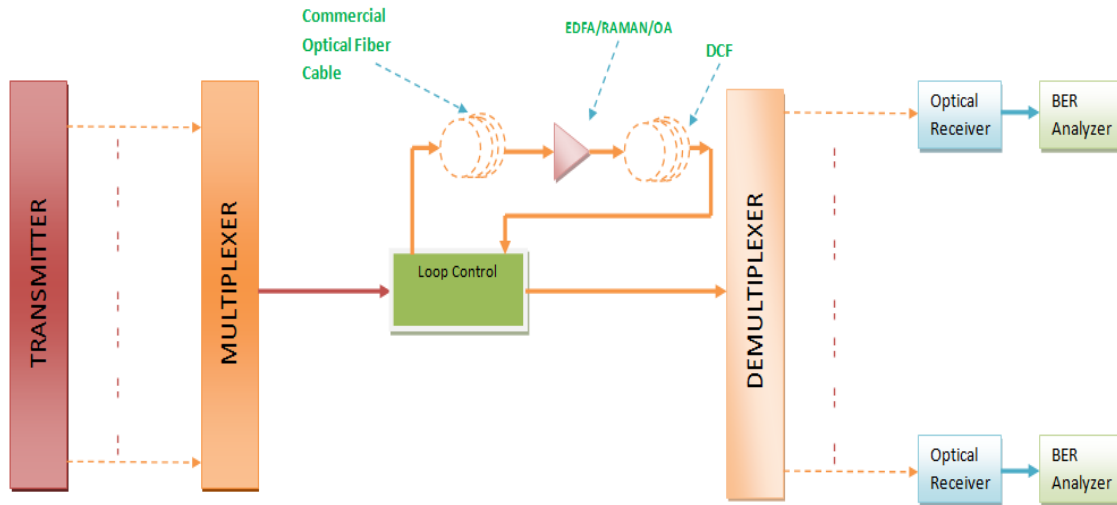 Commercial
Optical Fiber
Cable
EDFA/RAMAN/OA
DCF
TRANSMITTER
MULTIPLEXER
Loop Control
DEMULTIPLEXER
Optical
Receiver
BER
Analyzer
Optical
Receiver
BER
Analyzer